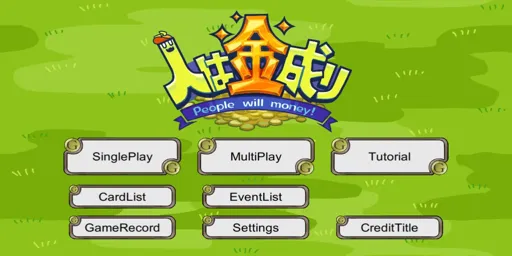 人は金成り
People will money!
SinglePlay MultiPlay Tutorial
CardList EventList
GameRecord Settings CreditTitle